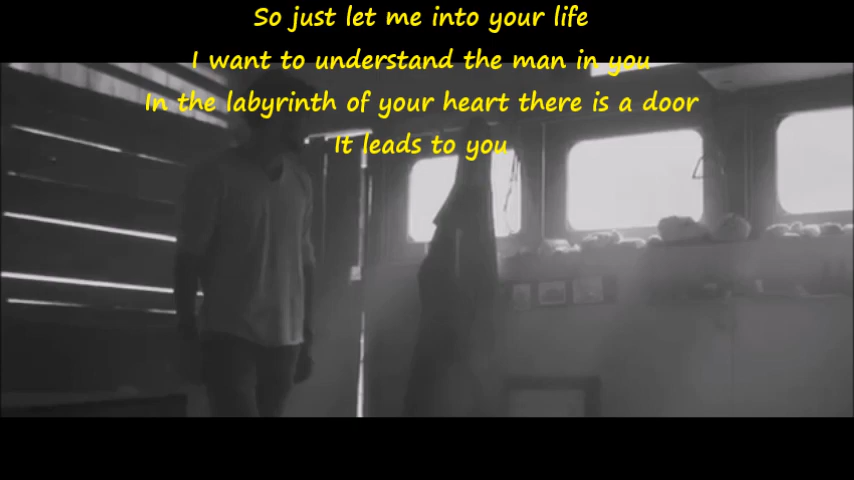 So just let me into your life
I want to understand the man in you
In the labyrinth of your heart there is a door
It leads to you